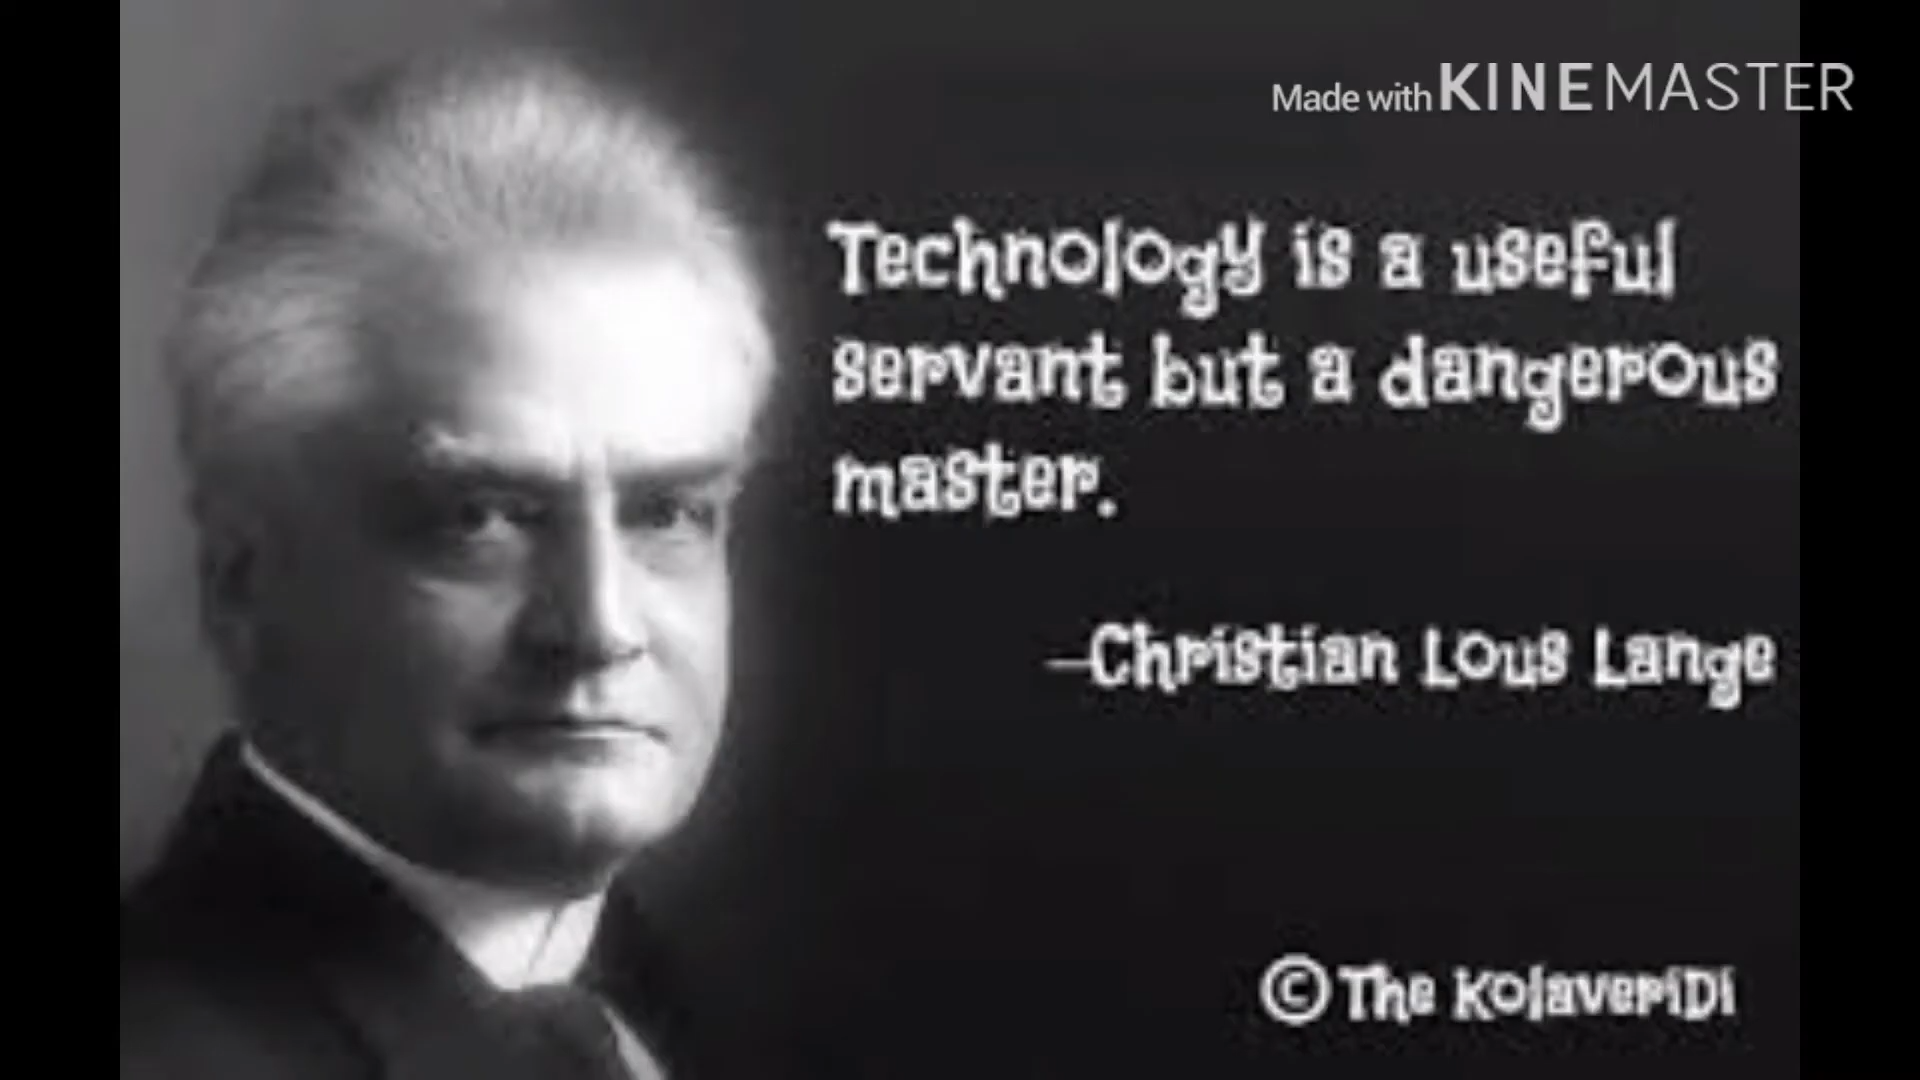 Made with KINEMASTER
Technology is a useful
servant but a dangerous
master.
—Christian Lous Lange
©The KolaveriDi